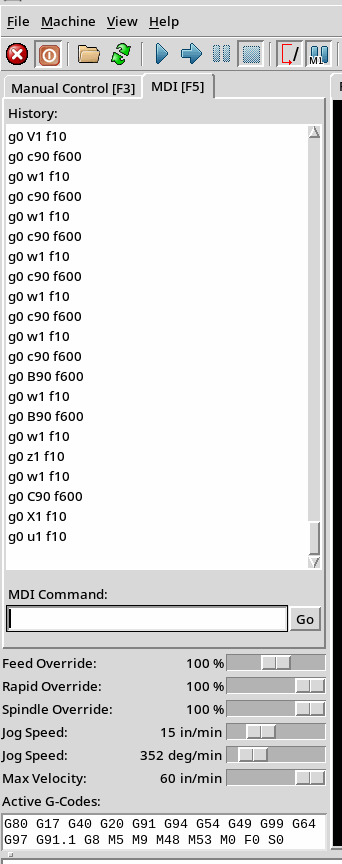 File Machine View Help
M1
Manual Control [F3] MDI [F5]
History:
g0 V1 f10
g0 c90 f600
g0 w1 f10
g0 c90 f600
g0 w1 f10
g0 c90 f600
g0 w1 f10
g0 c90 f600
g0 w1 f10
g0 c90 f600
g0 w1 f10
g0 c90 f600
g0 B90 f600
g0 w1 f10
g0 B90 f600
g0 w1 f10
g0 z1 f10
g0 w1 f10
g0 C90 f600
g0 X1 f10
g0 u1 f10
MDI Command:
Go
Feed Override: 100 %
Rapid Override: 100 %
Spindle Override: 100 %
Jog Speed: 15 in/min
Jog Speed: 352 deg/min
Max Velocity: 60 in/min
Active G-Codes:
G80 G17 G40 G20 G91 G94 G54 G49 G99 G64
G97 G91.1 G8 M5 M9 M48 M53 M0 F0 S0